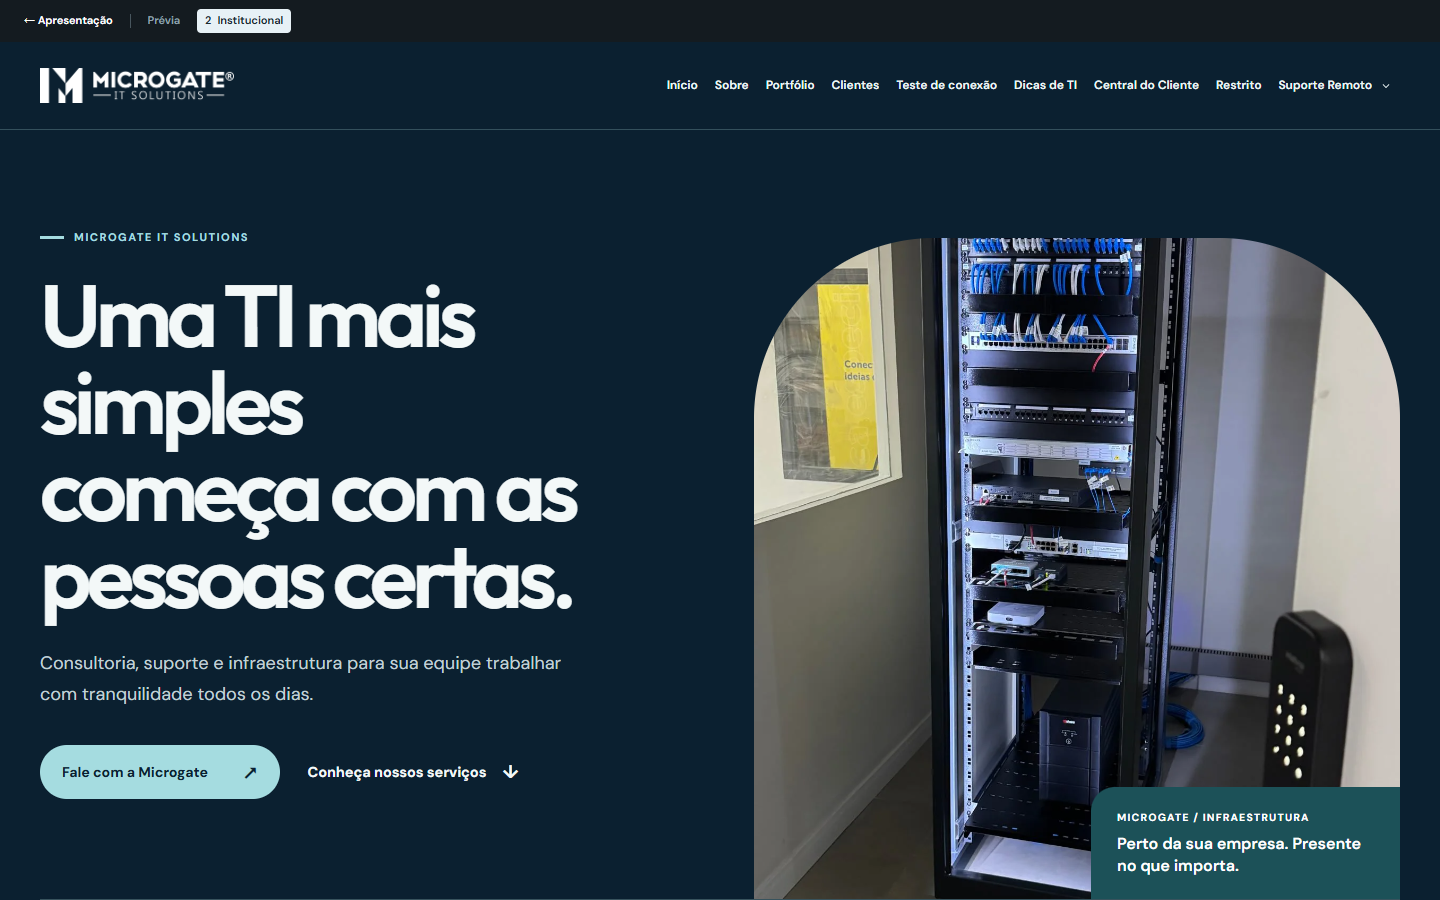 ← Apresentação
Prévia
2 Institucional
MICROGATE®
IT SOLUTIONS
Início
Sobre
Portfólio
Clientes
Teste de conexão
Dicas de TI
Central do Cliente
Restrito
Suporte Remoto
MICROGATE IT SOLUTIONS
Uma TI mais
simples
começa com as
pessoas certas.
Consultoria, suporte e infraestrutura para sua equipe trabalhar
com tranquilidade todos os dias.
Fale com a Microgate ↗
Conheça nossos serviços ↓
Conec
Ideias
MICROGATE / INFRAESTRUTURA
Perto da sua empresa. Presente
no que importa.